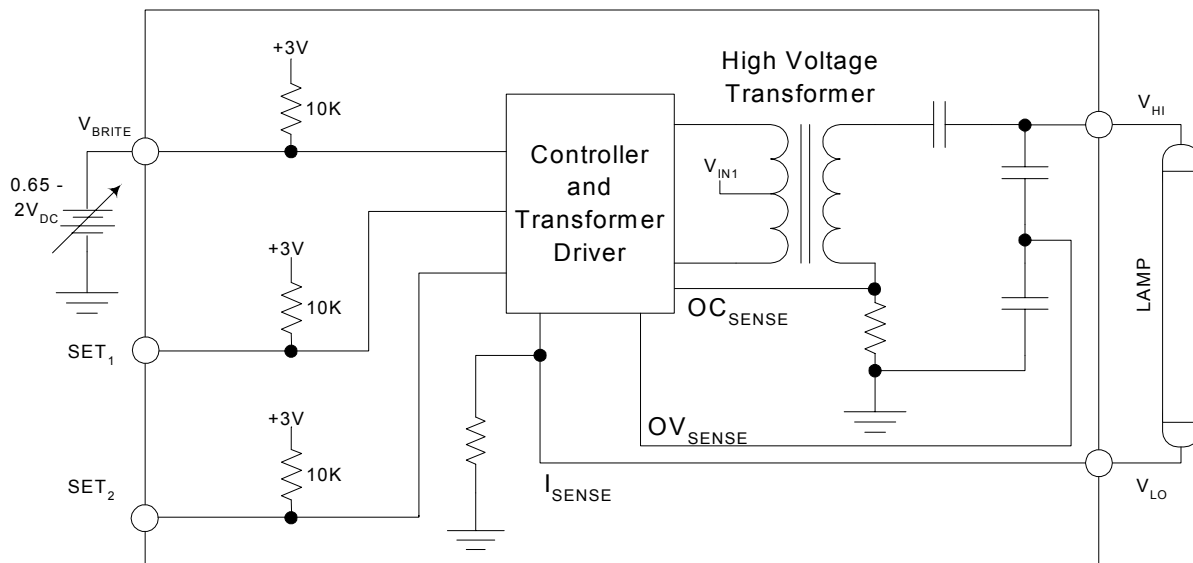 +3V
10K
V_BRITE
0.65 -
2V_DC
+3V
10K
SET_1
+3V
10K
SET_2
Controller
and
Transformer
Driver
High Voltage
Transformer
V_IN1
OC_SENSE
OV_SENSE
I_SENSE
V_HI
LAMP
V_LO